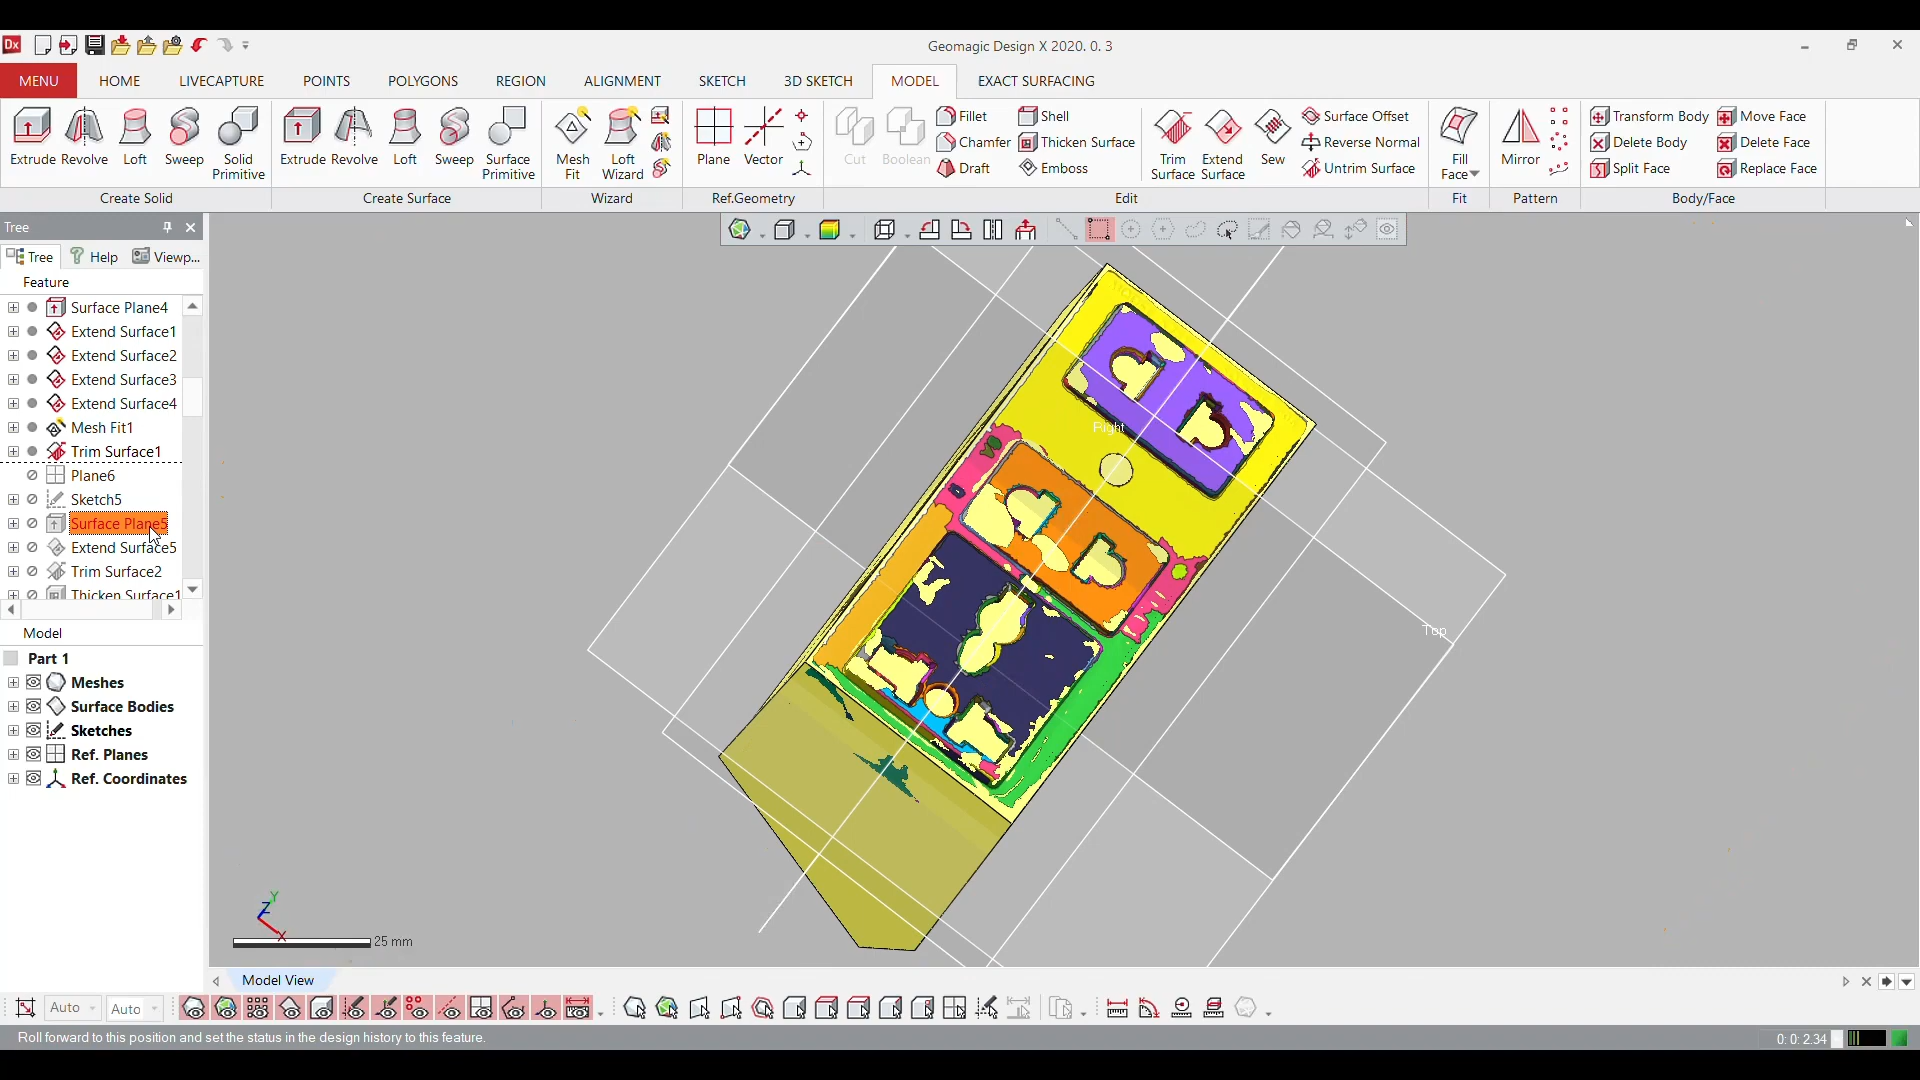 Dx
Geomagic Design X 2020. 0. 3
MENU HOME LIVECAPTURE POINTS POLYGONS REGION ALIGNMENT SKETCH 3D SKETCH MODEL EXACT SURFACING
Extrude Revolve Loft Sweep Solid Primitive
Create Solid
Extrude Revolve Loft Sweep Surface Primitive
Create Surface
Mesh Fit Loft Wizard
Wizard
Plane Vector
Ref.Geometry
Cut Boolean
Fillet Shell
Chamfer Thicken Surface
Draft Emboss
Trim Surface Extend Surface Sew
Surface Offset
Reverse Normal
Untrim Surface
Edit
Fill Face
Fit
Mirror
Pattern
Transform Body Move Face
Delete Body Delete Face
Split Face Replace Face
Body/Face
Tree
Tree Help Viewp...
Feature
Surface Plane4
Extend Surface1
Extend Surface2
Extend Surface3
Extend Surface4
Mesh Fit1
Trim Surface1
Plane6
Sketch5
Surface Plane5
Extend Surface5
Trim Surface2
Thicken Surface1
Model
Part 1
Meshes
Surface Bodies
Sketches
Ref. Planes
Ref. Coordinates
Right
Top
Y
Z
X
25 mm
Model View
Auto Auto
Roll forward to this position and set the status in the design history to this feature.
0: 0: 2.34